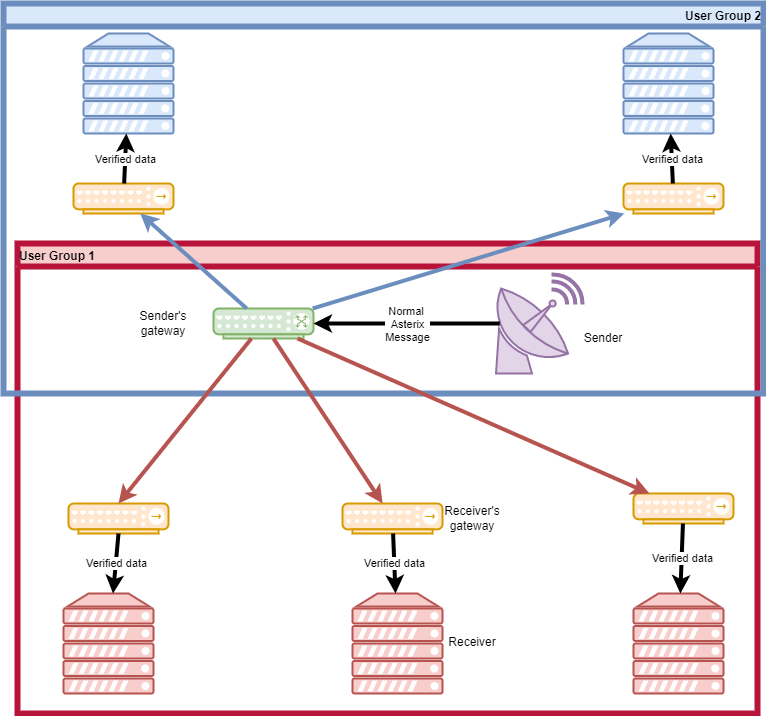 User Group 2
Verified data
Verified data
User Group 1
Sender's
gateway
Normal
Asterix
Message
Sender
Receiver's
gateway
Verified data
Verified data
Verified data
Receiver